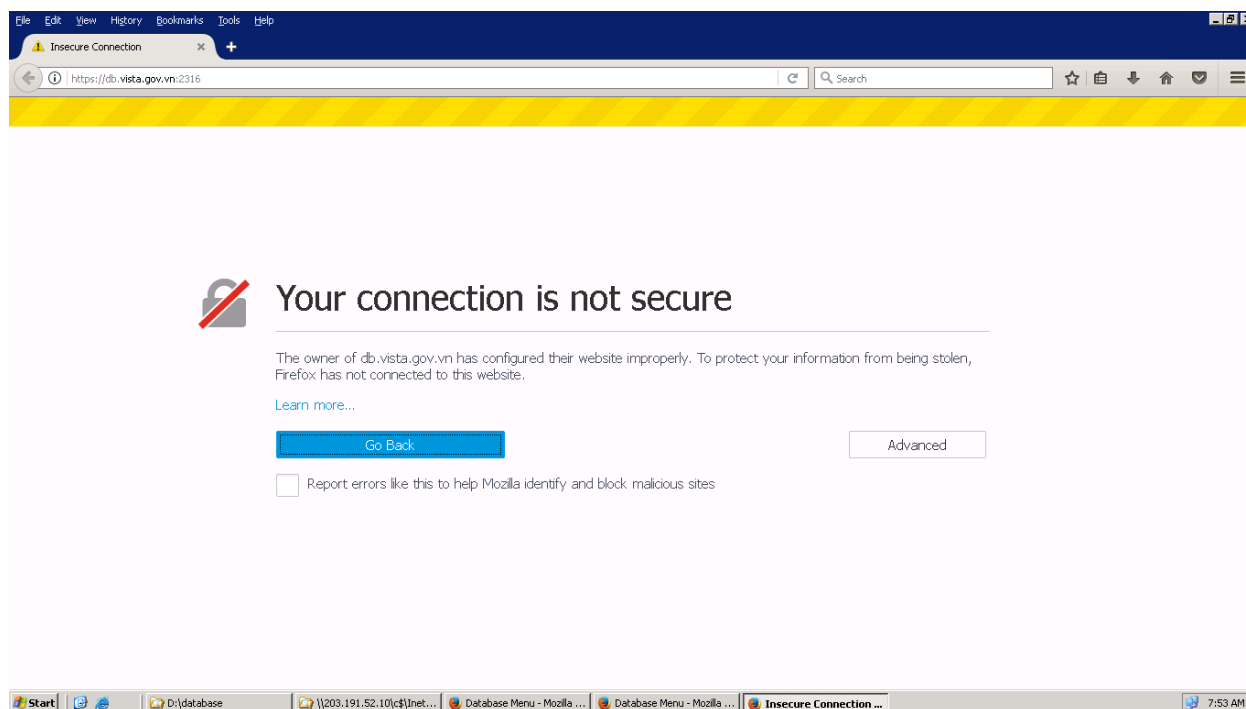 File Edit View History Bookmarks Tools Help
Insecure Connection
https://db.vista.gov.vn:2316
Search
Your connection is not secure
The owner of db.vista.gov.vn has configured their website improperly. To protect your information from being stolen,
Firefox has not connected to this website.
Learn more...
Go Back
Advanced
Report errors like this to help Mozilla identify and block malicious sites
Start D:\database \\203.191.52.10\c$\Inet... Database Menu - Mozilla ... Database Menu - Mozilla ... Insecure Connection ... 7:53 AM